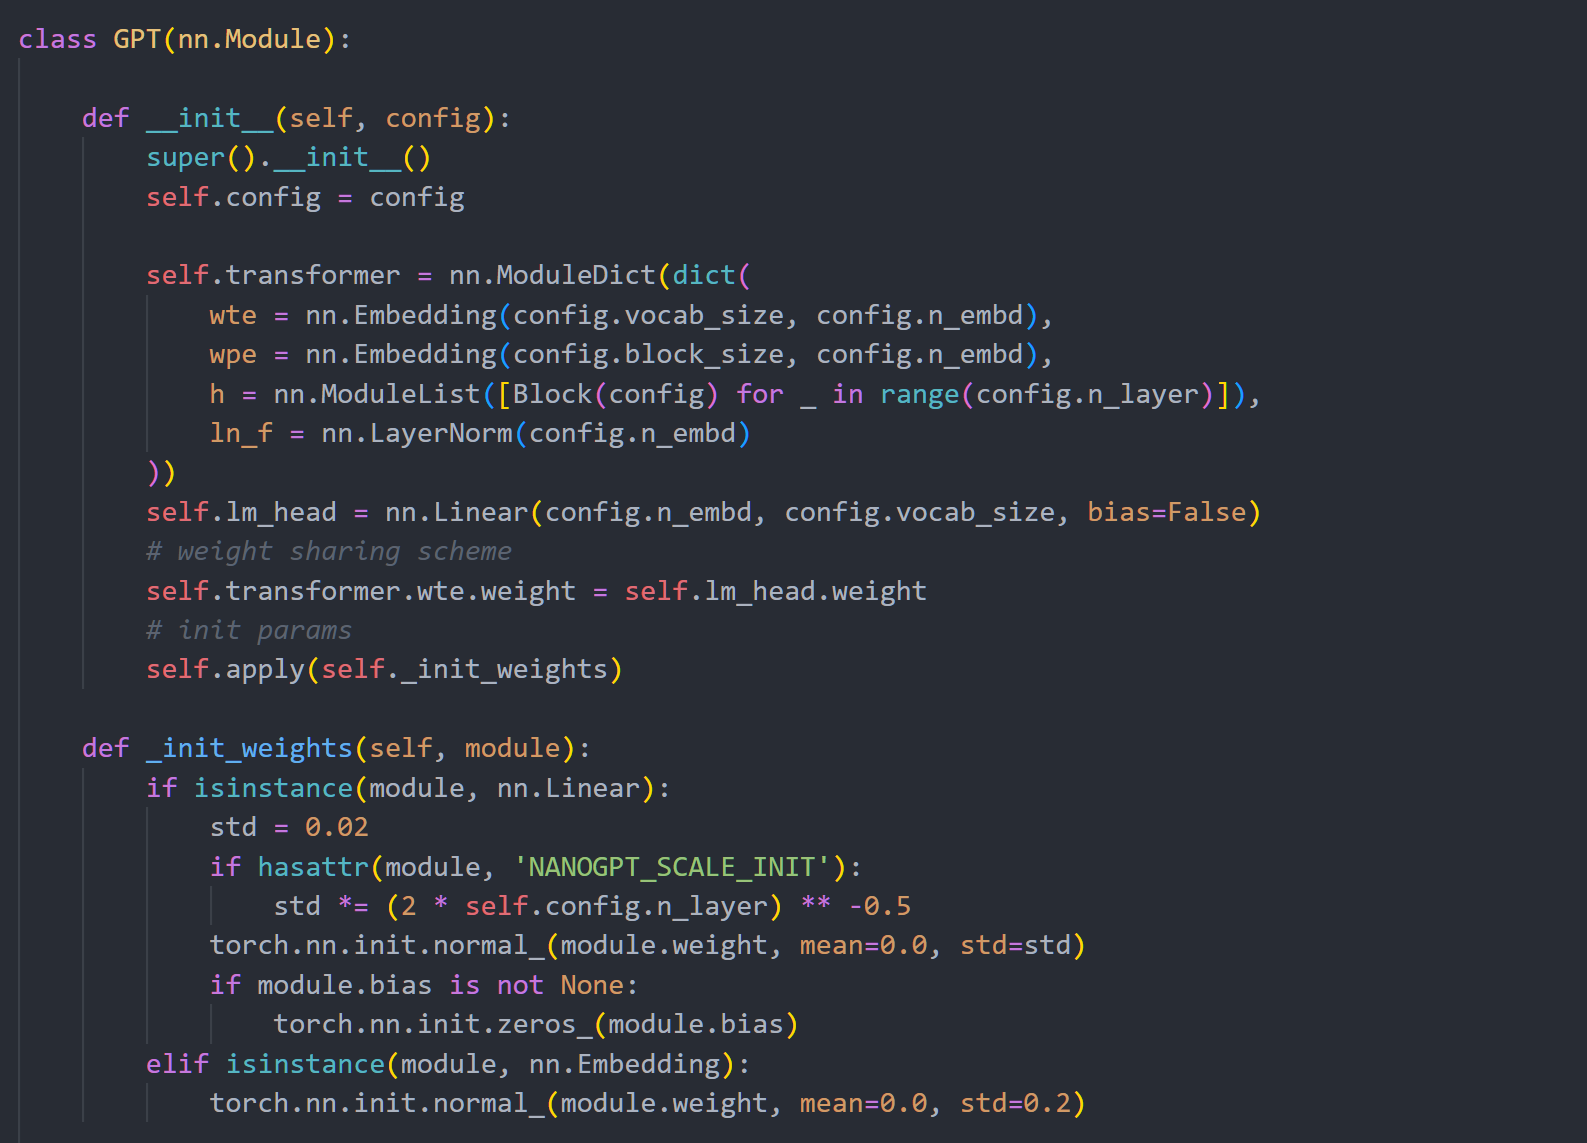 class GPT(nn.Module):

    def __init__(self, config):
        super().__init__()
        self.config = config

        self.transformer = nn.ModuleDict(dict(
            wte = nn.Embedding(config.vocab_size, config.n_embd),
            wpe = nn.Embedding(config.block_size, config.n_embd),
            h = nn.ModuleList([Block(config) for _ in range(config.n_layer)]),
            ln_f = nn.LayerNorm(config.n_embd)
        ))
        self.lm_head = nn.Linear(config.n_embd, config.vocab_size, bias=False)
        # weight sharing scheme
        self.transformer.wte.weight = self.lm_head.weight
        # init params
        self.apply(self._init_weights)

    def _init_weights(self, module):
        if isinstance(module, nn.Linear):
            std = 0.02
            if hasattr(module, 'NANOGPT_SCALE_INIT'):
                std *= (2 * self.config.n_layer) ** -0.5
            torch.nn.init.normal_(module.weight, mean=0.0, std=std)
            if module.bias is not None:
                torch.nn.init.zeros_(module.bias)
        elif isinstance(module, nn.Embedding):
            torch.nn.init.normal_(module.weight, mean=0.0, std=0.2)